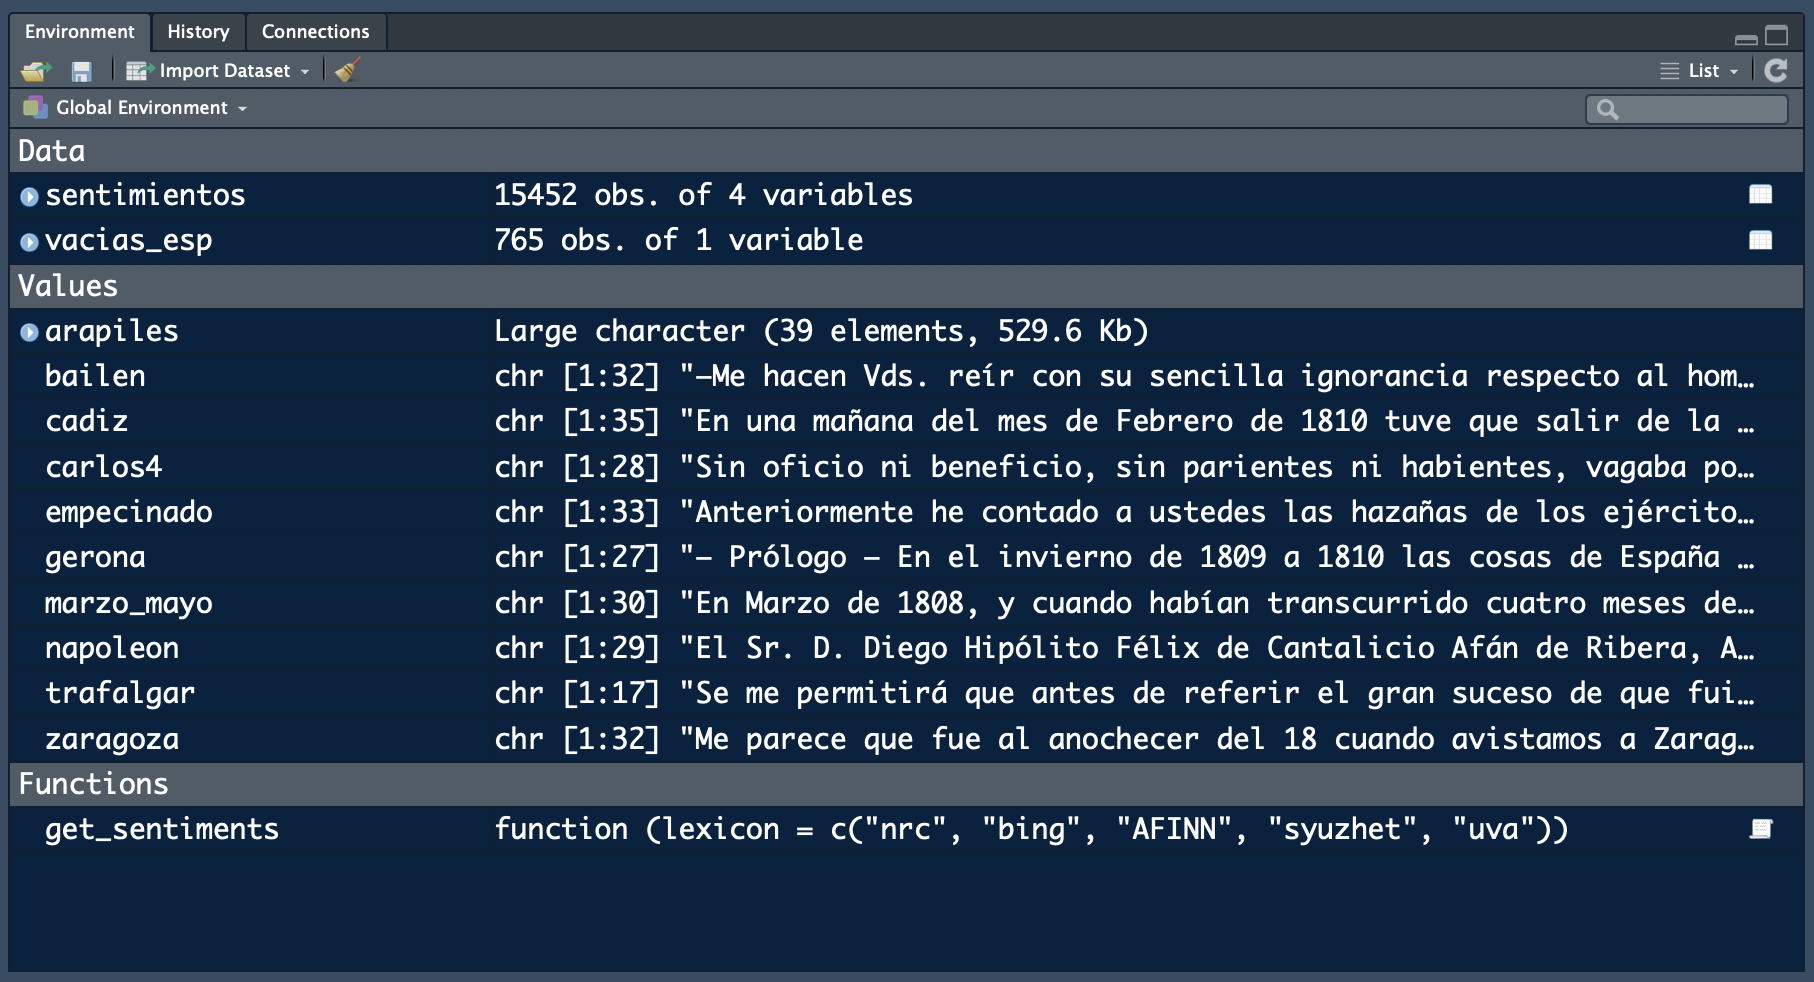 Environment History Connections
Import Dataset List
Global Environment
Data
sentimientos 15452 obs. of 4 variables
vacias_esp 765 obs. of 1 variable
Values
arapiles Large character (39 elements, 529.6 Kb)
bailen chr [1:32] "—Me hacen Vds. reír con su sencilla ignorancia respecto al hom…
cadiz chr [1:35] "En una mañana del mes de Febrero de 1810 tuve que salir de la …
carlos4 chr [1:28] "Sin oficio ni beneficio, sin parientes ni habientes, vagaba po…
empecinado chr [1:33] "Anteriormente he contado a ustedes las hazañas de los ejército…
gerona chr [1:27] "— Prólogo — En el invierno de 1809 a 1810 las cosas de España …
marzo_mayo chr [1:30] "En Marzo de 1808, y cuando habían transcurrido cuatro meses de…
napoleon chr [1:29] "El Sr. D. Diego Hipólito Félix de Cantalicio Afán de Ribera, A…
trafalgar chr [1:17] "Se me permitirá que antes de referir el gran suceso de que fui…
zaragoza chr [1:32] "Me parece que fue al anochecer del 18 cuando avistamos a Zarag…
Functions
get_sentiments function (lexicon = c("nrc", "bing", "AFINN", "syuzhet", "uva"))